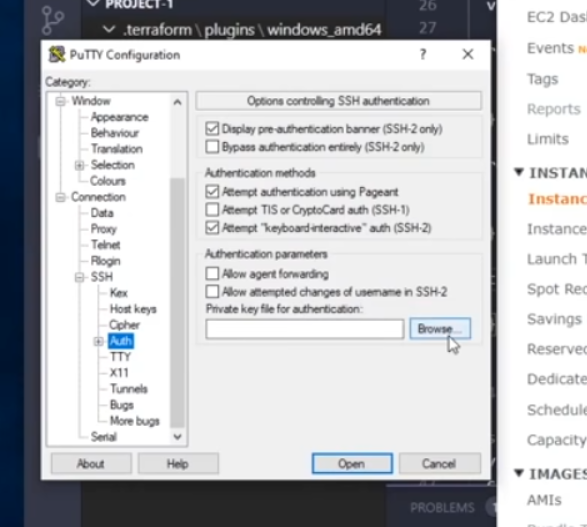 PROJECT-1
.terraform \ plugins \ windows_amd64
26
27
PuTTY Configuration
?
Category:
Window
Appearance
Behaviour
Translation
Selection
Colours
Connection
Data
Proxy
Telnet
Rlogin
SSH
Kex
Host keys
Cipher
Auth
TTY
X11
Tunnels
Bugs
More bugs
Serial
Options controlling SSH authentication
Display pre-authentication banner (SSH-2 only)
Bypass authentication entirely (SSH-2 only)
Authentication methods
Attempt authentication using Pageant
Attempt TIS or CryptoCard auth (SSH-1)
Attempt "keyboard-interactive" auth (SSH-2)
Authentication parameters
Allow agent forwarding
Allow attempted changes of username in SSH-2
Private key file for authentication:
Browse...
About
Help
Open
Cancel
PROBLEMS
EC2 Das
Events
Tags
Reports
Limits
INSTAN
Instanc
Instance
Launch T
Spot Req
Savings
Reserved
Dedicate
Schedule
Capacity
IMAGES
AMIs